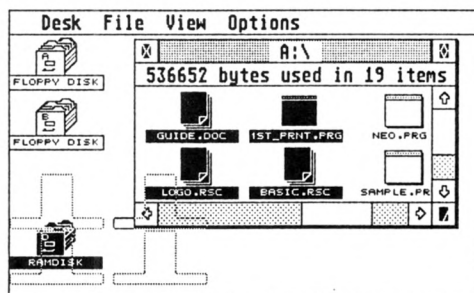 Desk File View Options
A:\
536652 bytes used in 19 items
A
FLOPPY DISK
GUIDE.DOC 1ST_PRNT.PRG NEO.PRG
B
FLOPPY DISK
LOGO.RSC BASIC.RSC SAMPLE.PR
D
RAMDISK